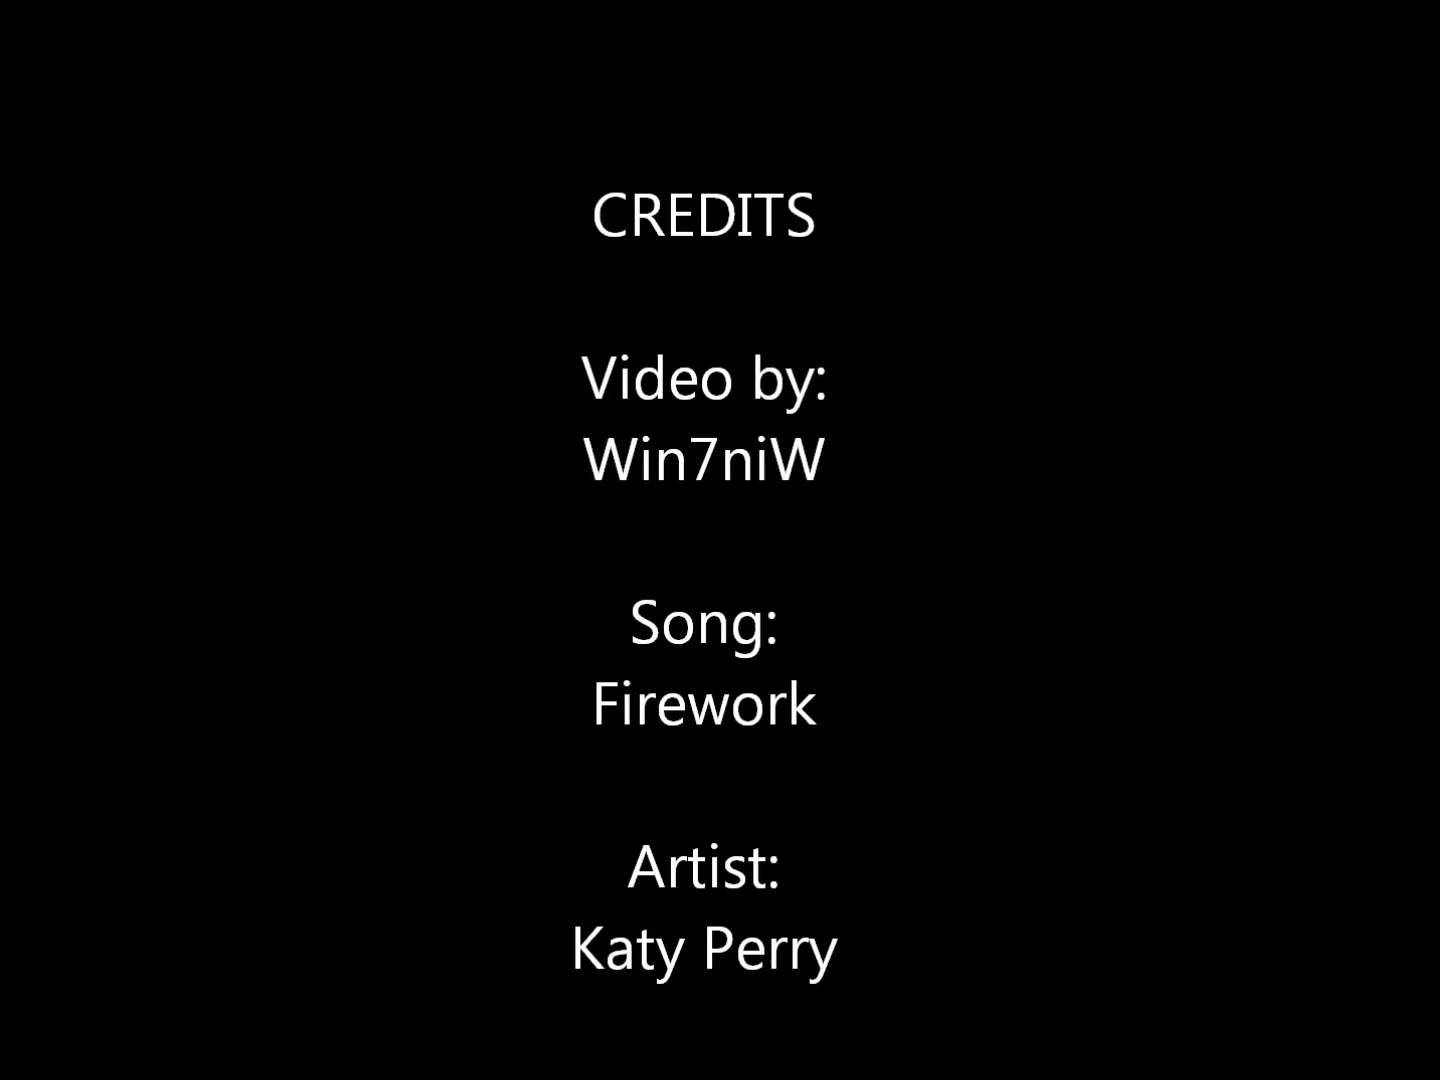 CREDITS
Video by:
Win7niW
Song:
Firework
Artist:
Katy Perry